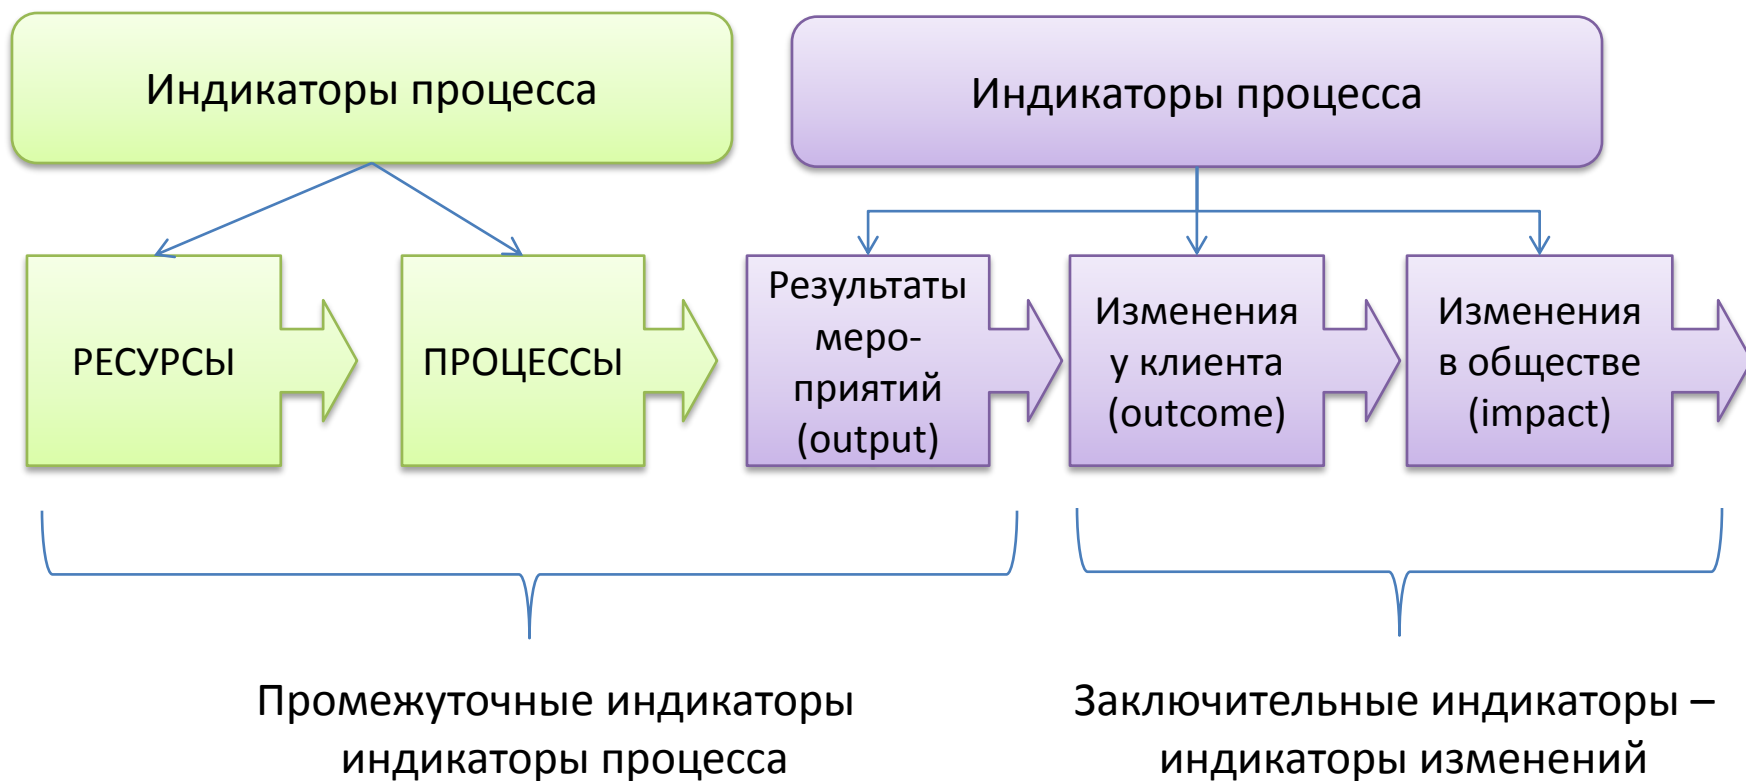 Индикаторы процесса
Индикаторы процесса
РЕСУРСЫ
ПРОЦЕССЫ
Результаты
меро-
приятий
(output)
Изменения
у клиента
(outcome)
Изменения
в обществе
(impact)
Промежуточные индикаторы
индикаторы процесса
Заключительные индикаторы –
индикаторы изменений